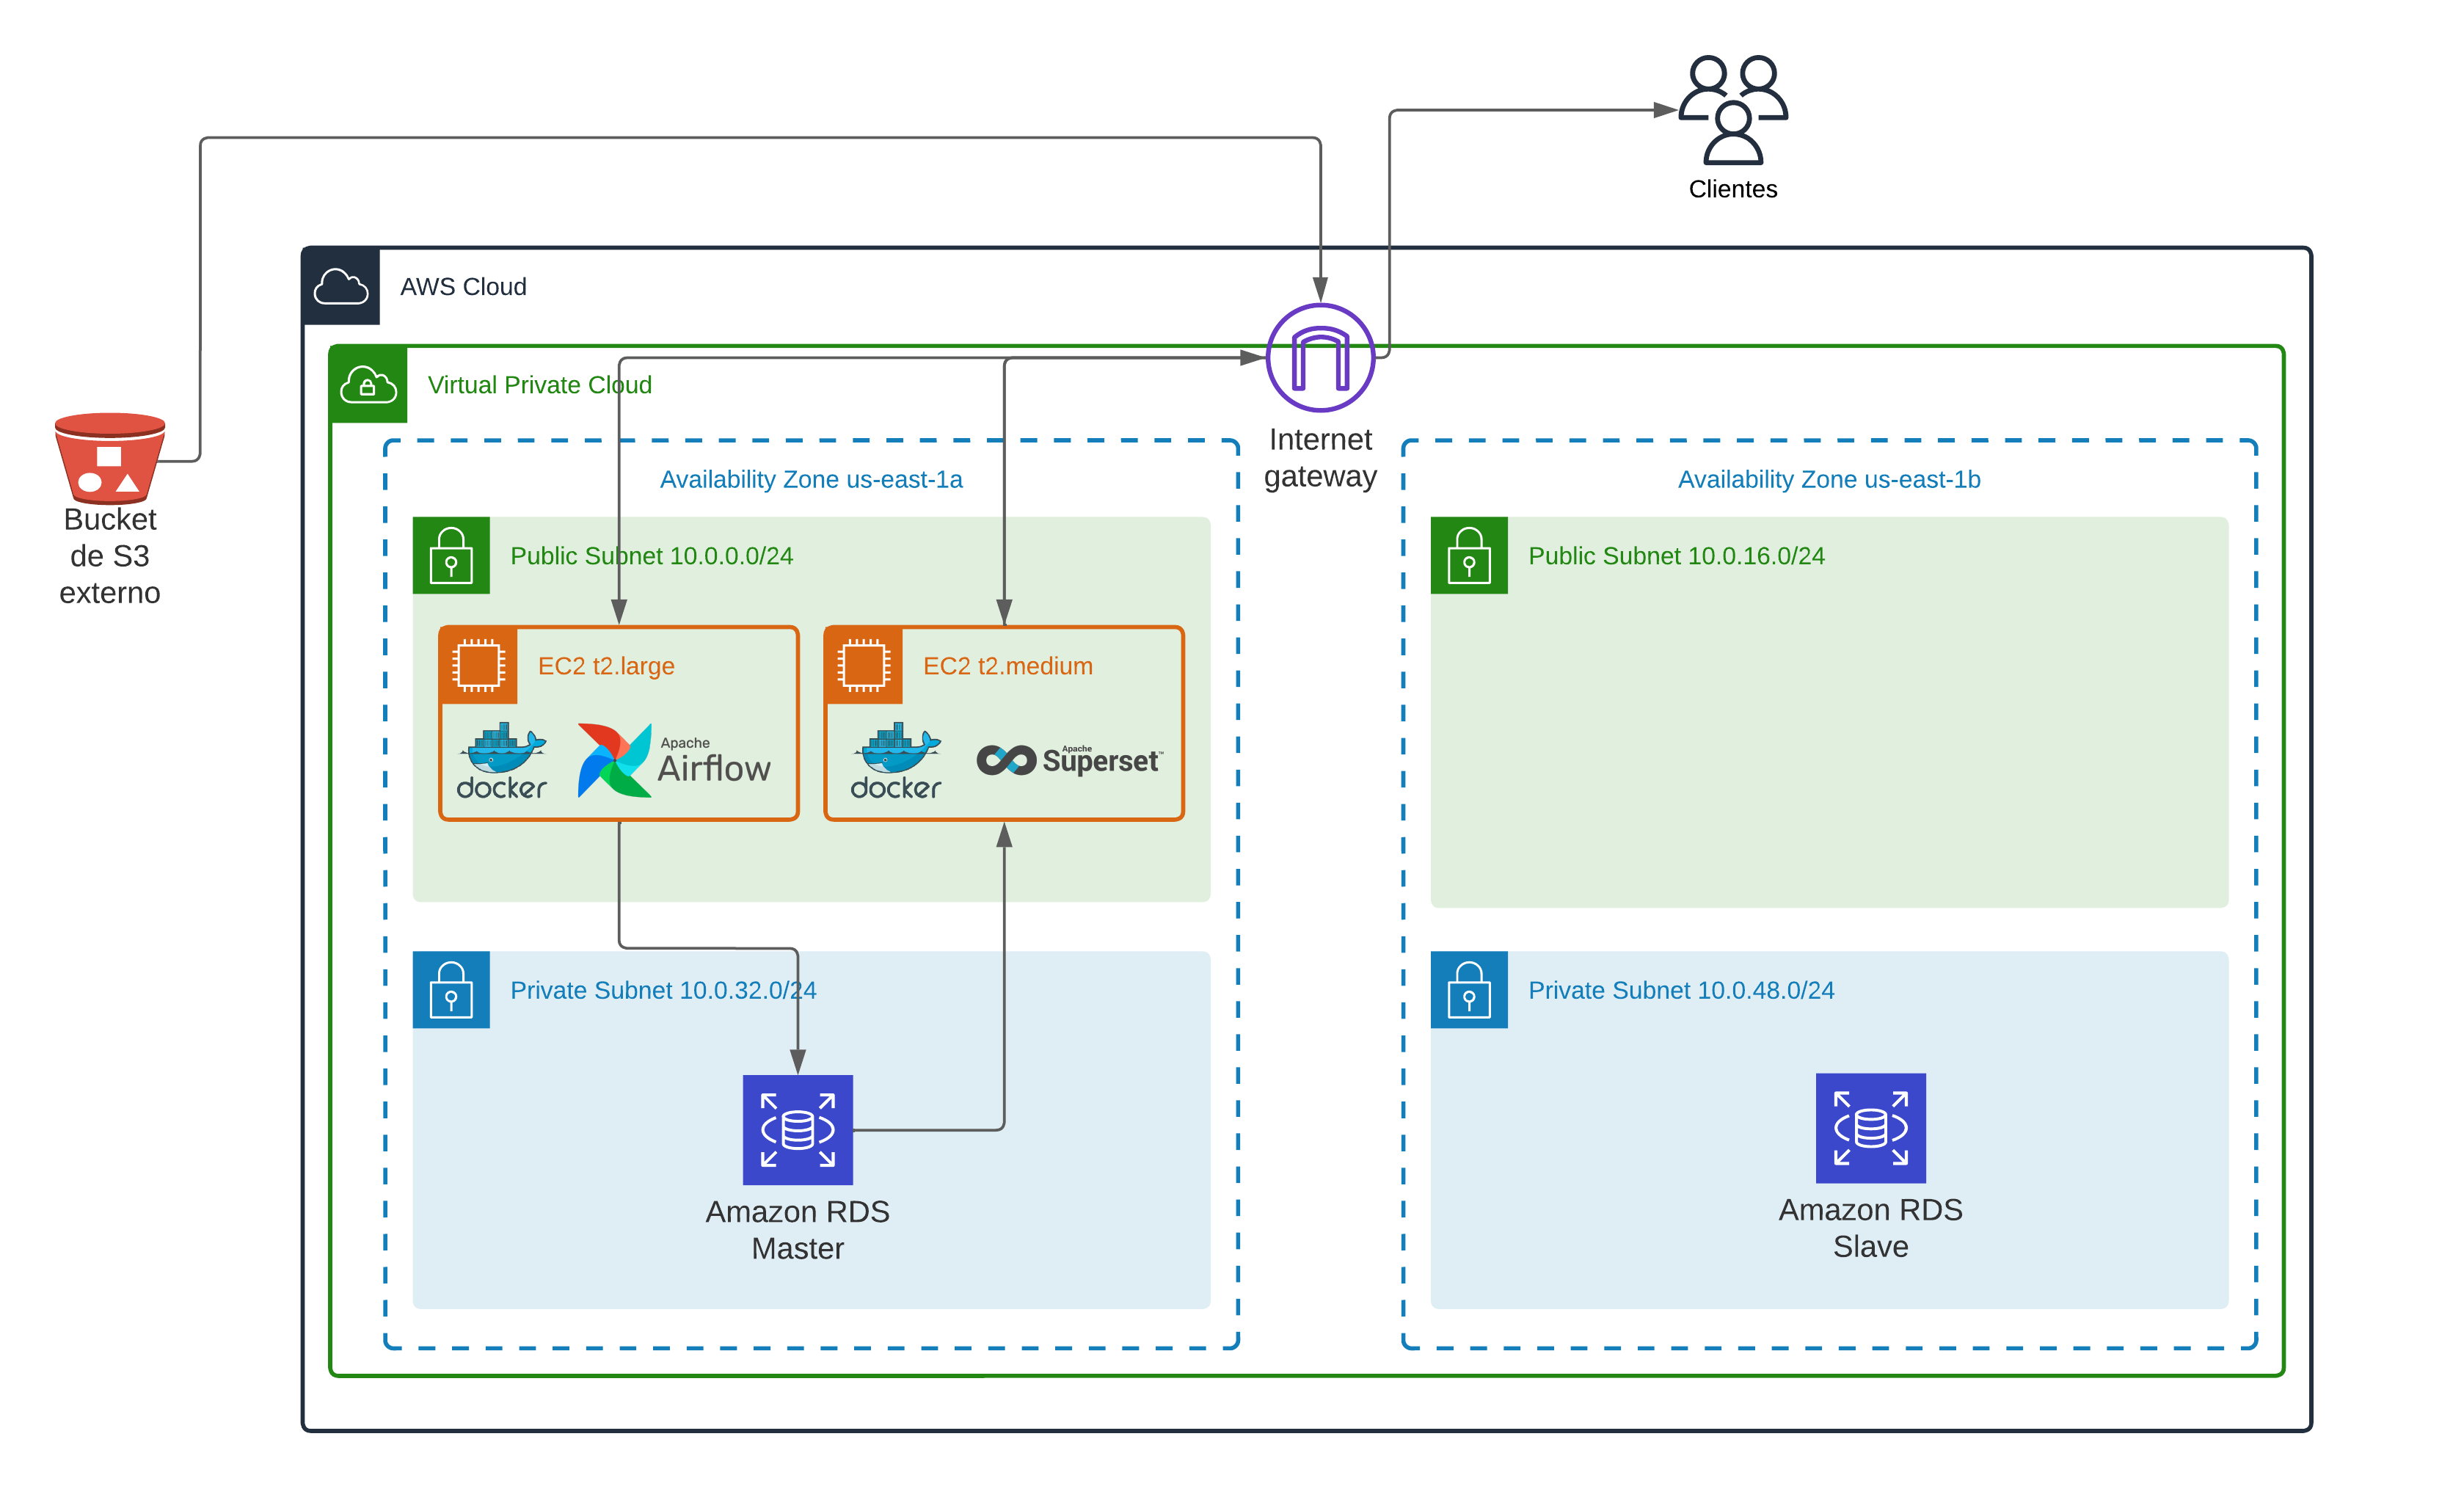 Clientes
AWS Cloud
Virtual Private Cloud
Internet
gateway
Bucket
de S3
externo
Availability Zone us-east-1a
Public Subnet 10.0.0.0/24
EC2 t2.large
docker
Apache
Airflow
EC2 t2.medium
docker
Apache
Superset™
Private Subnet 10.0.32.0/24
Amazon RDS
Master
Availability Zone us-east-1b
Public Subnet 10.0.16.0/24
Private Subnet 10.0.48.0/24
Amazon RDS
Slave